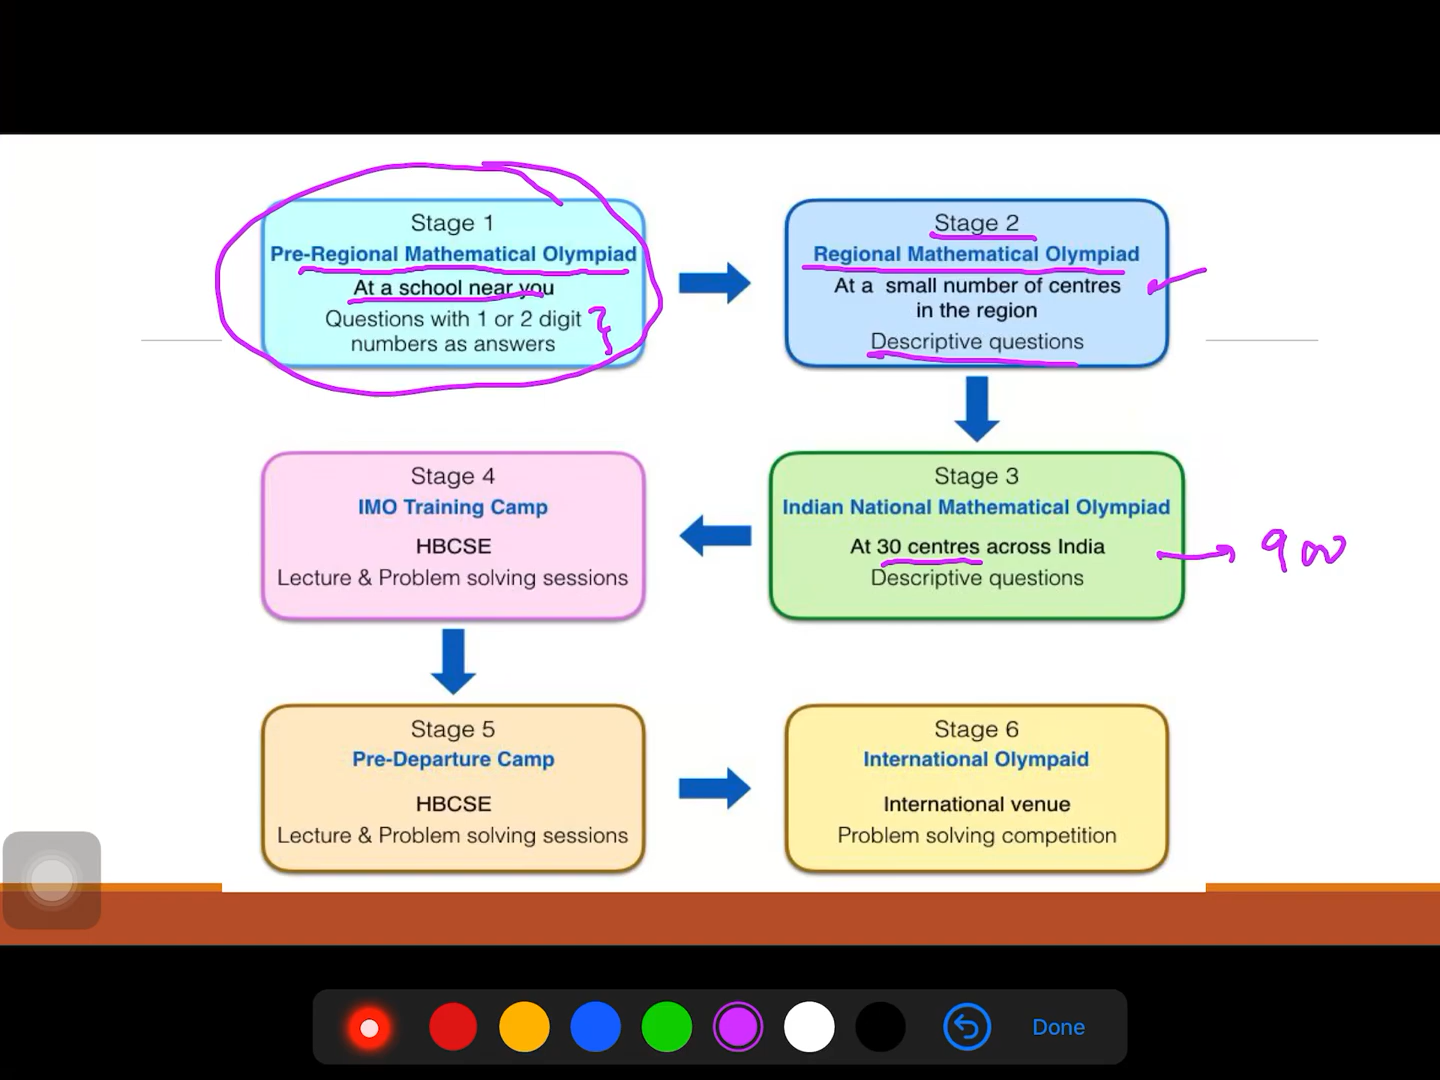 Stage 1
Pre-Regional Mathematical Olympiad
At a school near you
Questions with 1 or 2 digit
numbers as answers
Stage 2
Regional Mathematical Olympiad
At a small number of centres
in the region
Descriptive questions
Stage 3
Indian National Mathematical Olympiad
At 30 centres across India
Descriptive questions
900
Stage 4
IMO Training Camp
HBCSE
Lecture & Problem solving sessions
Stage 5
Pre-Departure Camp
HBCSE
Lecture & Problem solving sessions
Stage 6
International Olympaid
International venue
Problem solving competition
Done